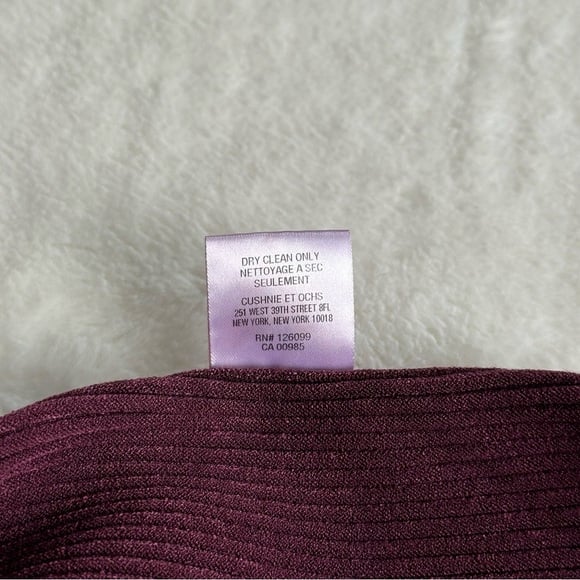 DRY CLEAN ONLY
NETTOYAGE A SEC
SEULEMENT
CUSHNIE ET OCHS
251 WEST 39TH STREET 8FL
NEW YORK, NEW YORK 10018
RN# 126099
CA 00985